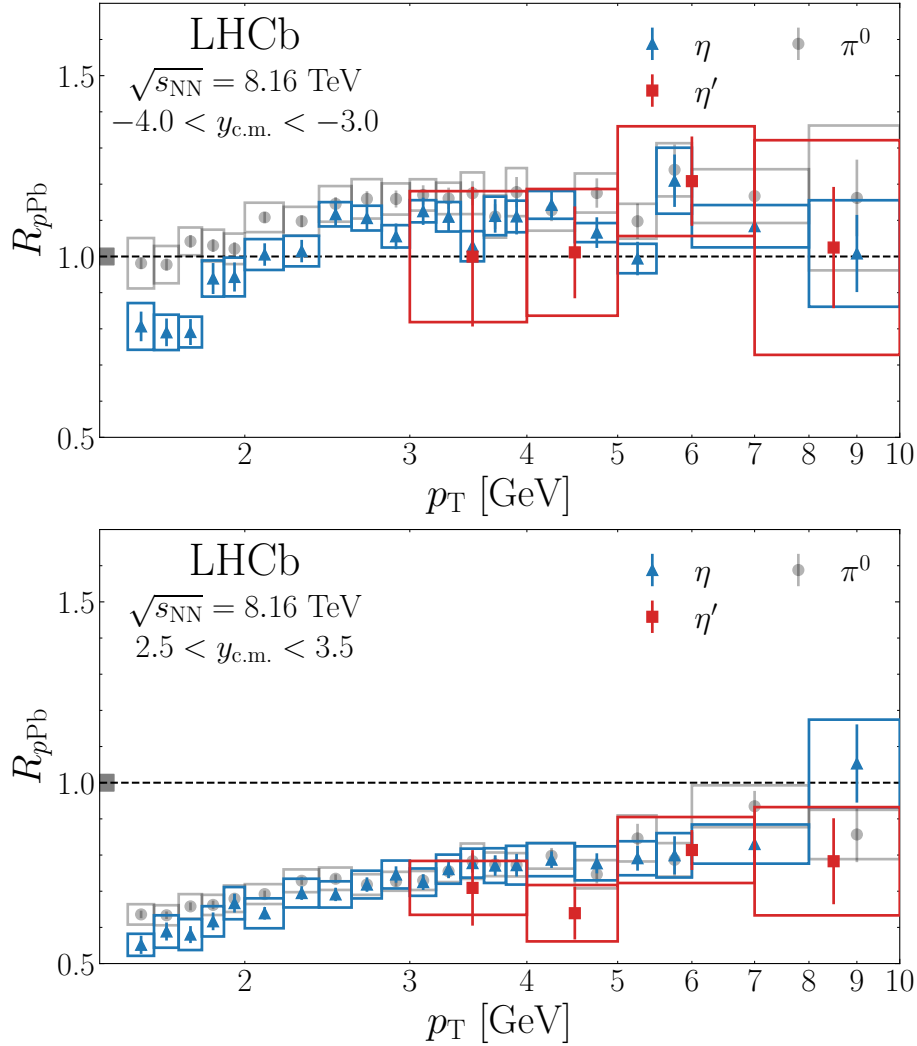 LHCb
√s_NN = 8.16 TeV
−4.0 < y_c.m. < −3.0
η
π⁰
η′
R_pPb
1.5
1.0
0.5
2 3 4 5 6 7 8 9 10
p_T [GeV]
LHCb
√s_NN = 8.16 TeV
2.5 < y_c.m. < 3.5
η
π⁰
η′
R_pPb
1.5
1.0
0.5
2 3 4 5 6 7 8 9 10
p_T [GeV]